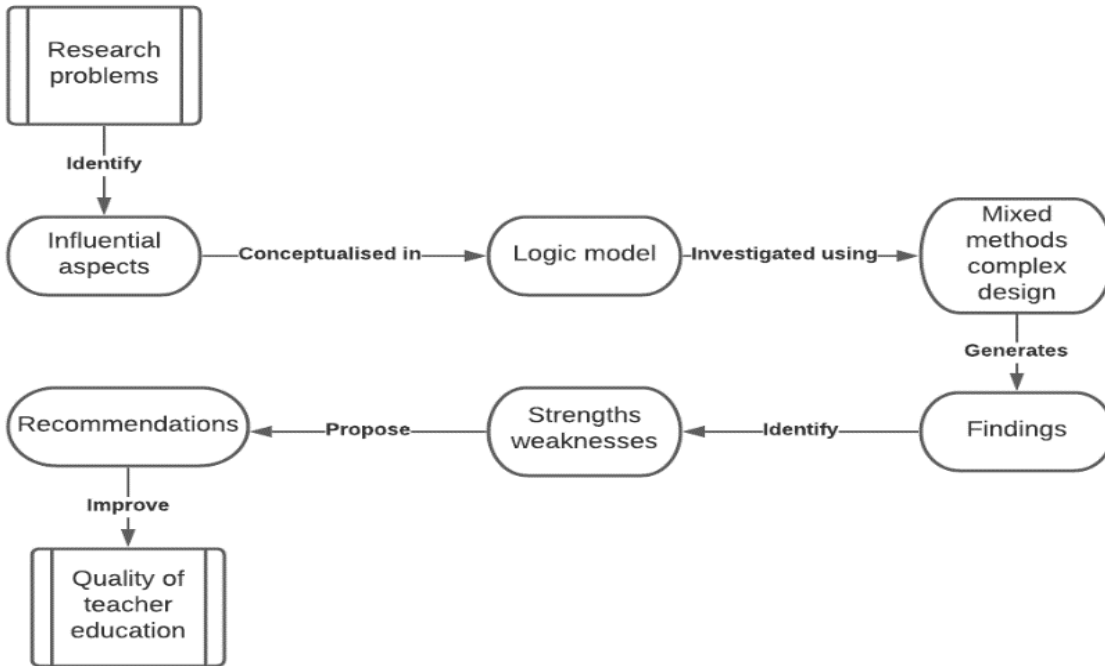 Research
problems
Identify
Influential
aspects
Conceptualised in
Logic model
Investigated using
Mixed
methods
complex
design
Generates
Findings
Identify
Strengths
weaknesses
Propose
Recommendations
Improve
Quality of
teacher
education